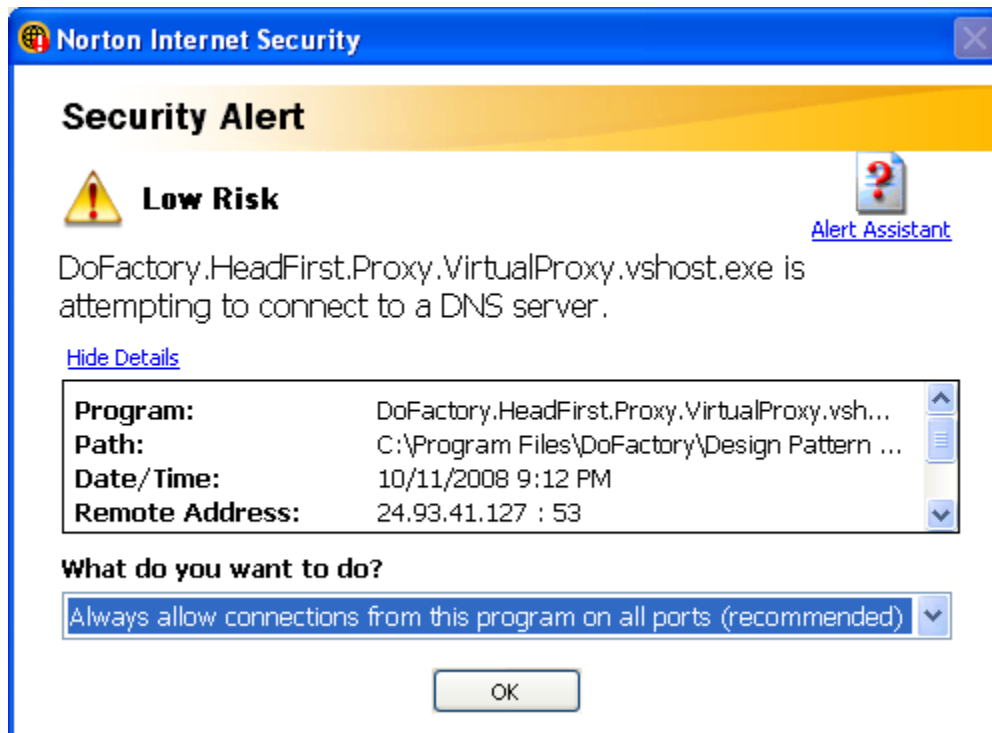 Norton Internet Security
Security Alert
Low Risk
Alert Assistant
DoFactory.HeadFirst.Proxy.VirtualProxy.vshost.exe is
attempting to connect to a DNS server.
Hide Details
Program: DoFactory.HeadFirst.Proxy.VirtualProxy.vsh...
Path: C:\Program Files\DoFactory\Design Pattern ...
Date/Time: 10/11/2008 9:12 PM
Remote Address: 24.93.41.127 : 53
What do you want to do?
Always allow connections from this program on all ports (recommended)
OK